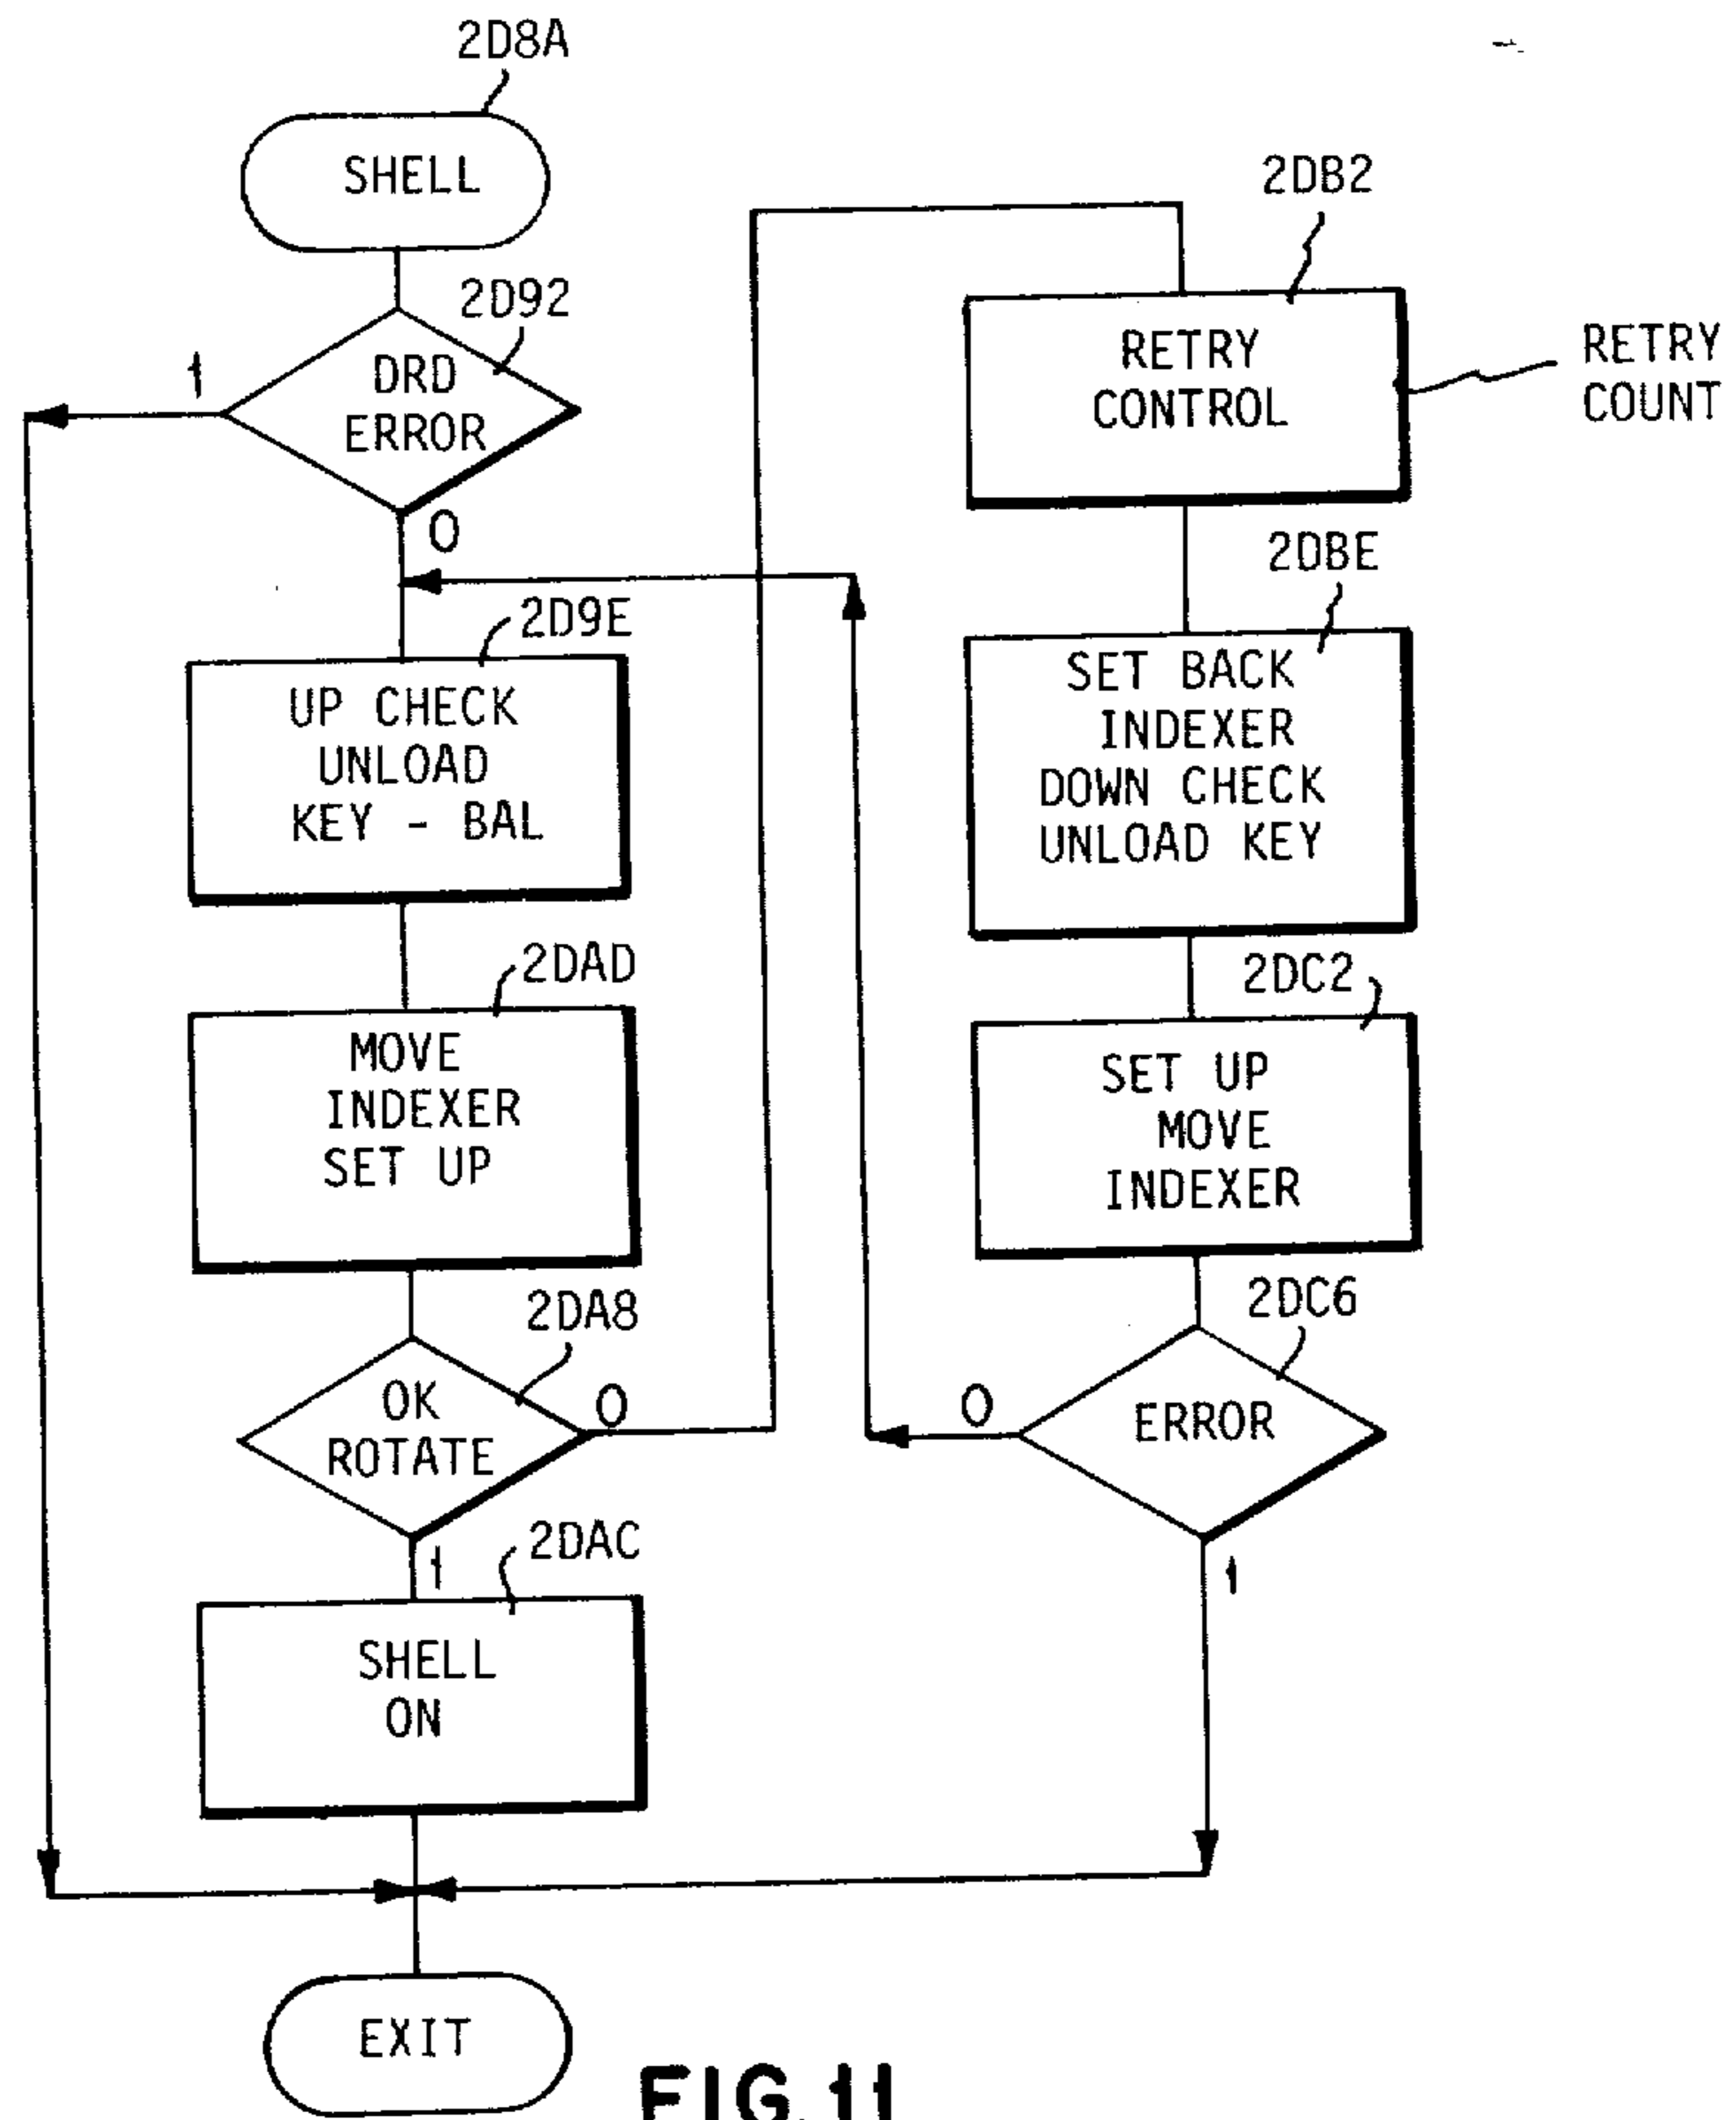 2D8A
SHELL
2D92
DRD
ERROR
1
0
2D9E
UP CHECK
UNLOAD
KEY - BAL
2DAD
MOVE
INDEXER
SET UP
2DA8
OK
ROTATE
0
1
2DAC
SHELL
ON
EXIT
2DB2
RETRY
CONTROL
RETRY
COUNT
2DBE
SET BACK
INDEXER
DOWN CHECK
UNLOAD KEY
2DC2
SET UP
MOVE
INDEXER
2DC6
ERROR
0
1
FIG. 11